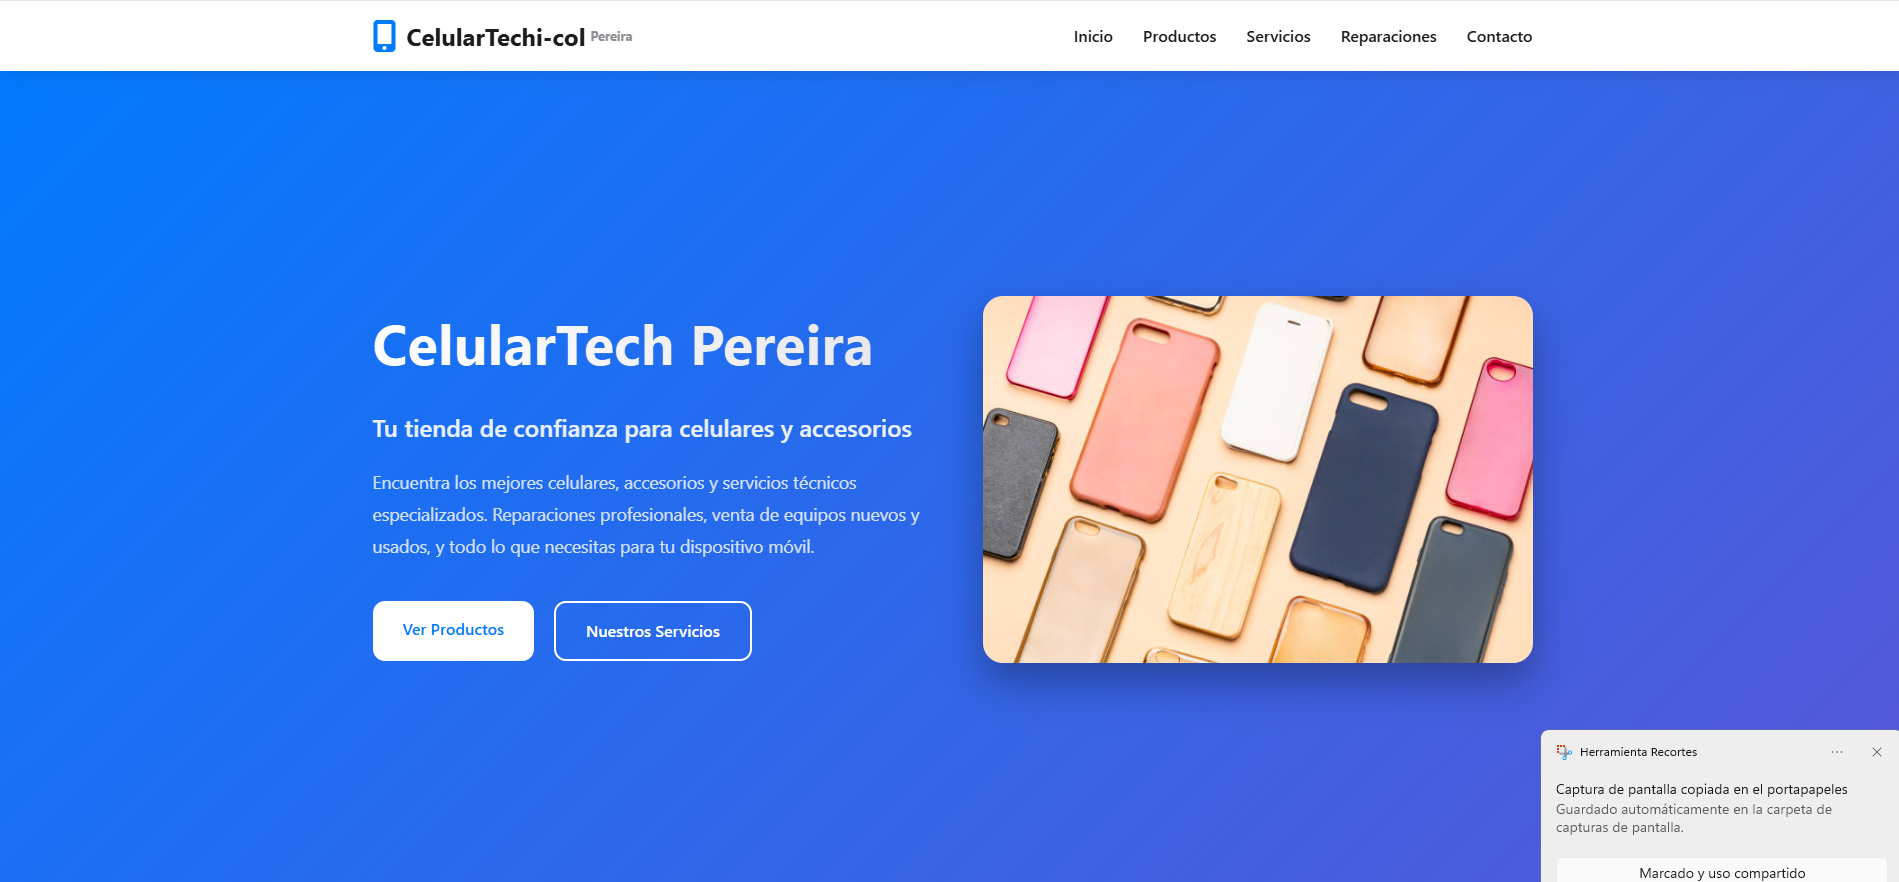 CelularTechi-col Pereira
Inicio Productos Servicios Reparaciones Contacto
CelularTech Pereira
Tu tienda de confianza para celulares y accesorios
Encuentra los mejores celulares, accesorios y servicios técnicos
especializados. Reparaciones profesionales, venta de equipos nuevos y
usados, y todo lo que necesitas para tu dispositivo móvil.
Ver Productos
Nuestros Servicios
Herramienta Recortes
Captura de pantalla copiada en el portapapeles
Guardado automáticamente en la carpeta de
capturas de pantalla.
Marcado y uso compartido